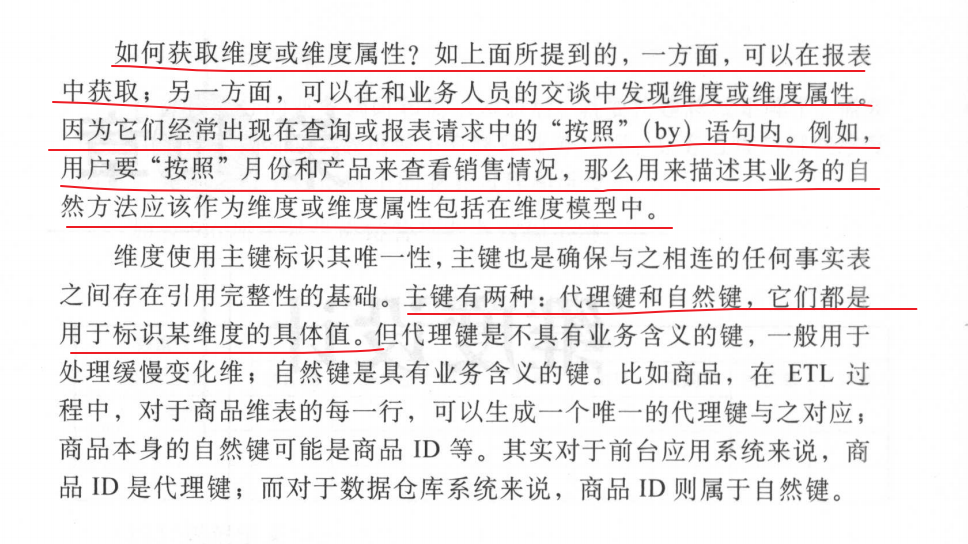 如何获取维度或维度属性？如上面所提到的，一方面，可以在报表
中获取；另一方面，可以在和业务人员的交谈中发现维度或维度属性。
因为它们经常出现在查询或报表请求中的“按照”（by）语句内。例如，
用户要“按照”月份和产品来查看销售情况，那么用来描述其业务的自
然方法应该作为维度或维度属性包括在维度模型中。
维度使用主键标识其唯一性，主键也是确保与之相连的任何事实表
之间存在引用完整性的基础。主键有两种：代理键和自然键，它们都是
用于标识某维度的具体值。但代理键是不具有业务含义的键，一般用于
处理缓慢变化维；自然键是具有业务含义的键。比如商品，在 ETL 过
程中，对于商品维表的每一行，可以生成一个唯一的代理键与之对应；
商品本身的自然键可能是商品 ID 等。其实对于前台应用系统来说，商
品 ID 是代理键；而对于数据仓库系统来说，商品 ID 则属于自然键。